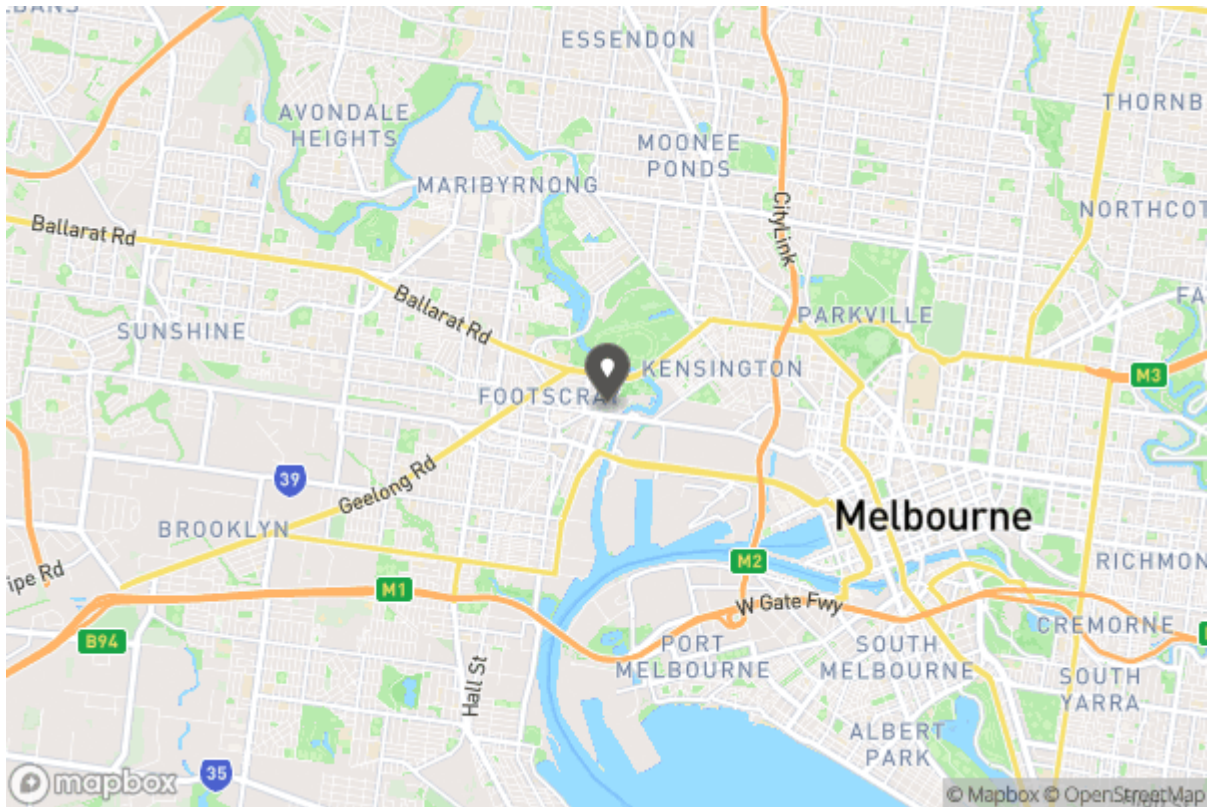 ESSENDON
THORNB
AVONDALE
HEIGHTS
MOONEE
PONDS
MARIBYRNONG
NORTHCOT
CityLink
Ballarat Rd
Ballarat Rd
FA
PARKVILLE
SUNSHINE
KENSINGTON
M3
FOOTSCRAY
39
Geelong Rd
Melbourne
BROOKLYN
RICHMON
M2
ipe Rd
M1
W Gate Fwy
CREMORNE
B94
PORT
MELBOURNE
SOUTH
MELBOURNE
SOUTH
YARRA
Hall St
ALBERT
PARK
35
mapbox
© Mapbox © OpenStreetMap